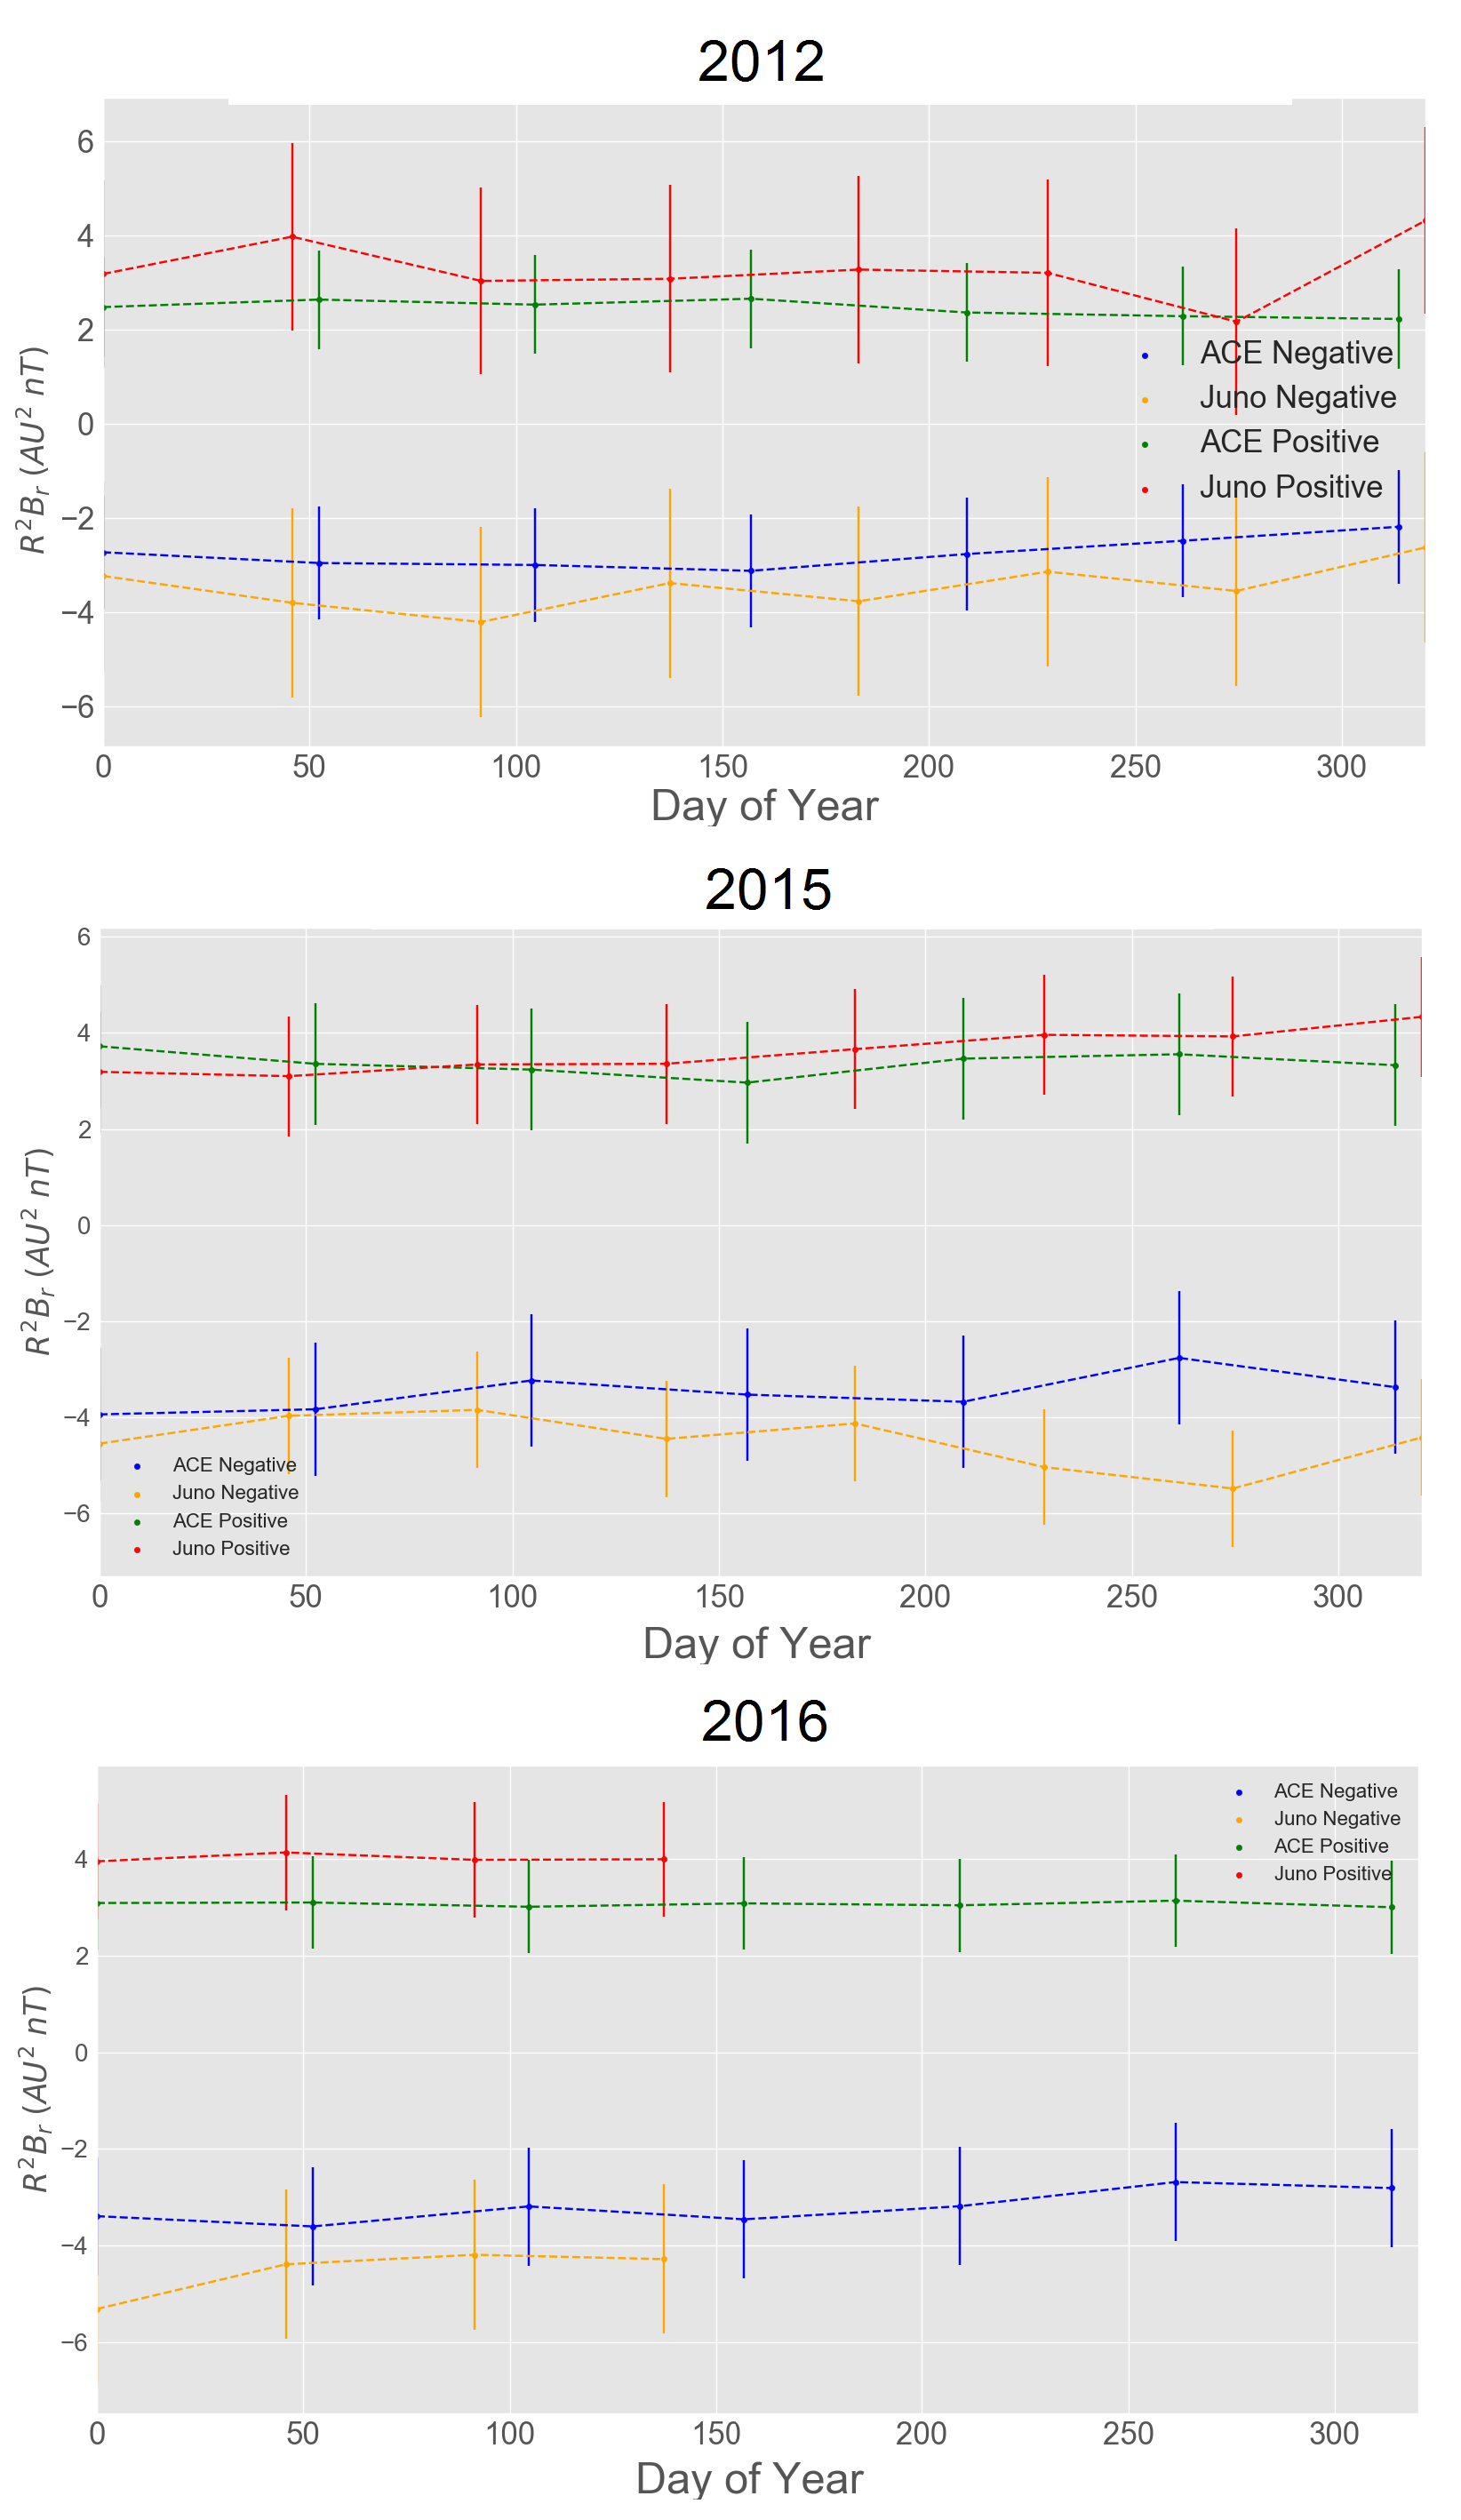 2012
6
4
2
0
−2
−4
−6
R²Bᵣ (AU² nT)
ACE Negative
Juno Negative
ACE Positive
Juno Positive
0 50 100 150 200 250 300
Day of Year
2015
6
4
2
0
−2
−4
−6
R²Bᵣ (AU² nT)
ACE Negative
Juno Negative
ACE Positive
Juno Positive
0 50 100 150 200 250 300
Day of Year
2016
ACE Negative
Juno Negative
ACE Positive
Juno Positive
4
2
0
−2
−4
−6
R²Bᵣ (AU² nT)
0 50 100 150 200 250 300
Day of Year